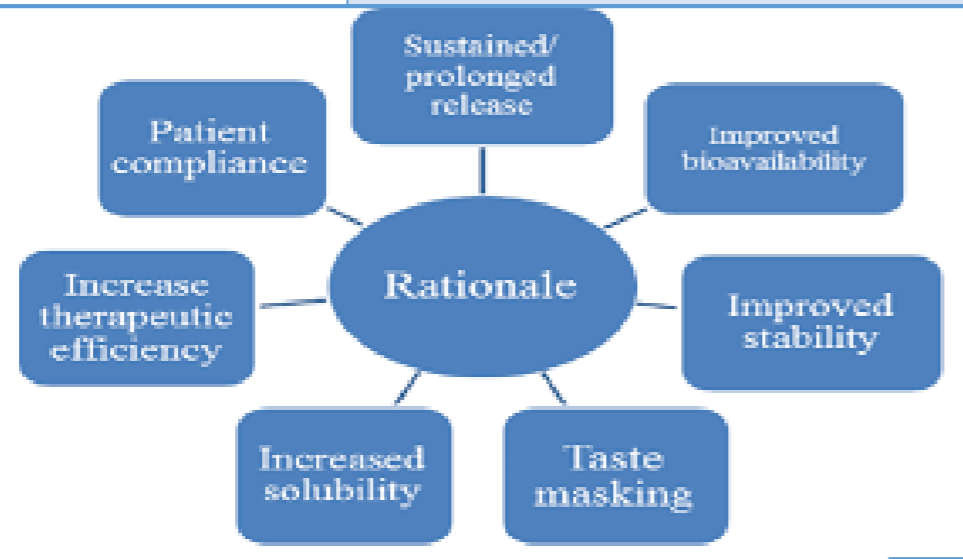 Sustained/
prolonged
release
Improved
bioavailability
Improved
stability
Taste
masking
Increased
solubility
Increase
therapeutic
efficiency
Patient
compliance
Rationale